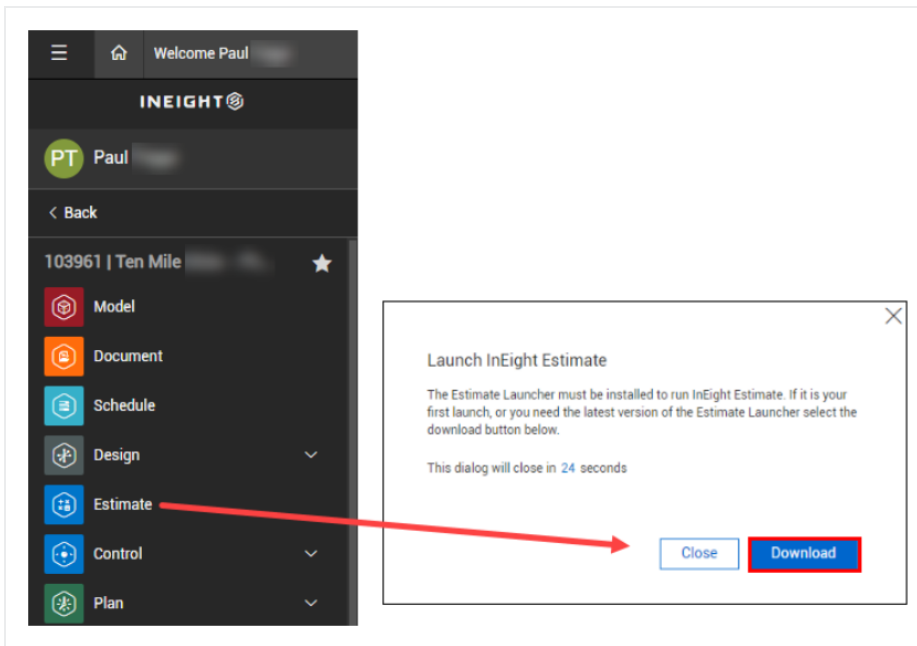 Welcome Paul
INEIGHT
PT Paul
< Back
103961 | Ten Mile
Model
Document
Schedule
Design
Estimate
Control
Plan
Launch InEight Estimate
The Estimate Launcher must be installed to run InEight Estimate. If it is your
first launch, or you need the latest version of the Estimate Launcher select the
download button below.
This dialog will close in 24 seconds
Close Download